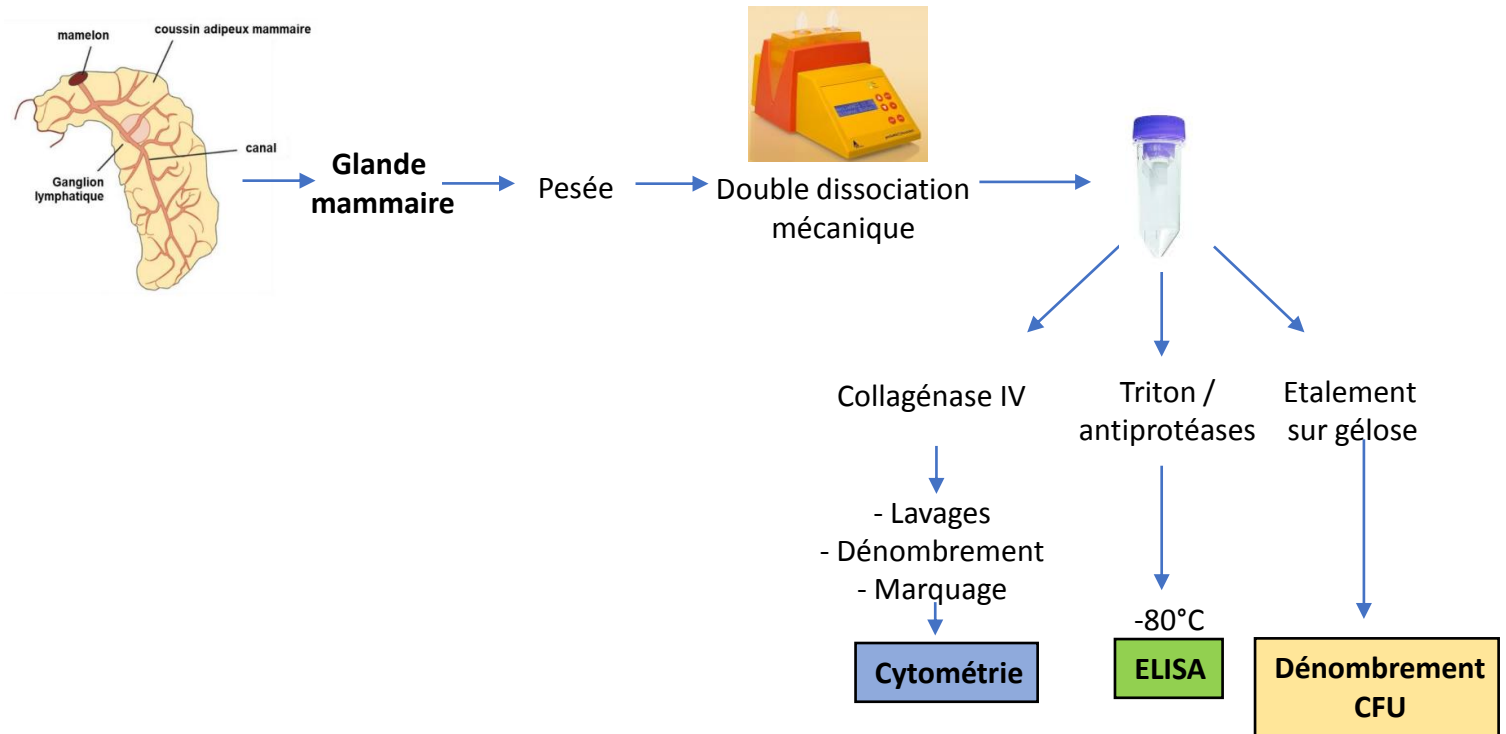 mamelon
coussin adipeux mammaire
canal
Ganglion
lymphatique
Glande
mammaire
Pesée
Double dissociation
mécanique
Collagénase IV
Triton /
antiprotéases
Etalement
sur gélose
- Lavages
- Dénombrement
- Marquage
-80°C
Cytométrie
ELISA
Dénombrement
CFU